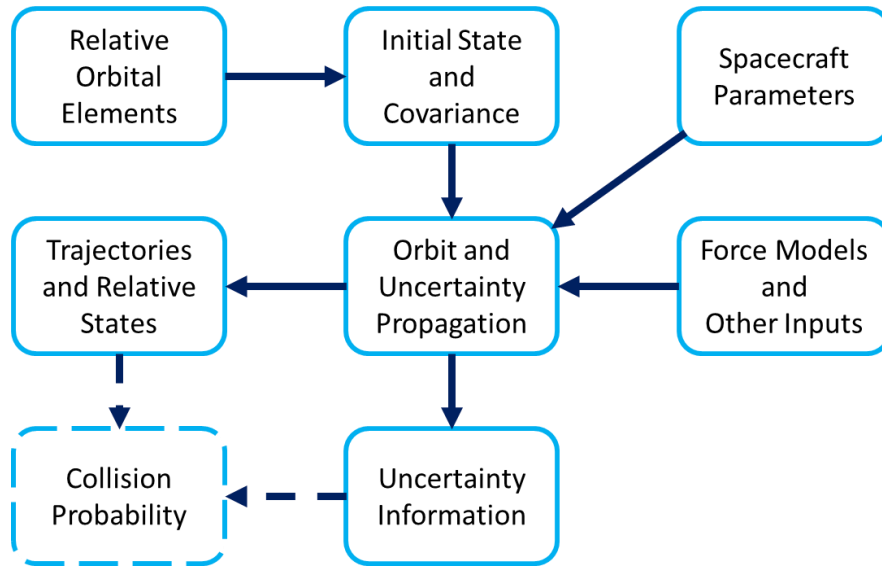 Relative
Orbital
Elements
Initial State
and
Covariance
Spacecraft
Parameters
Trajectories
and Relative
States
Orbit and
Uncertainty
Propagation
Force Models
and
Other Inputs
Collision
Probability
Uncertainty
Information